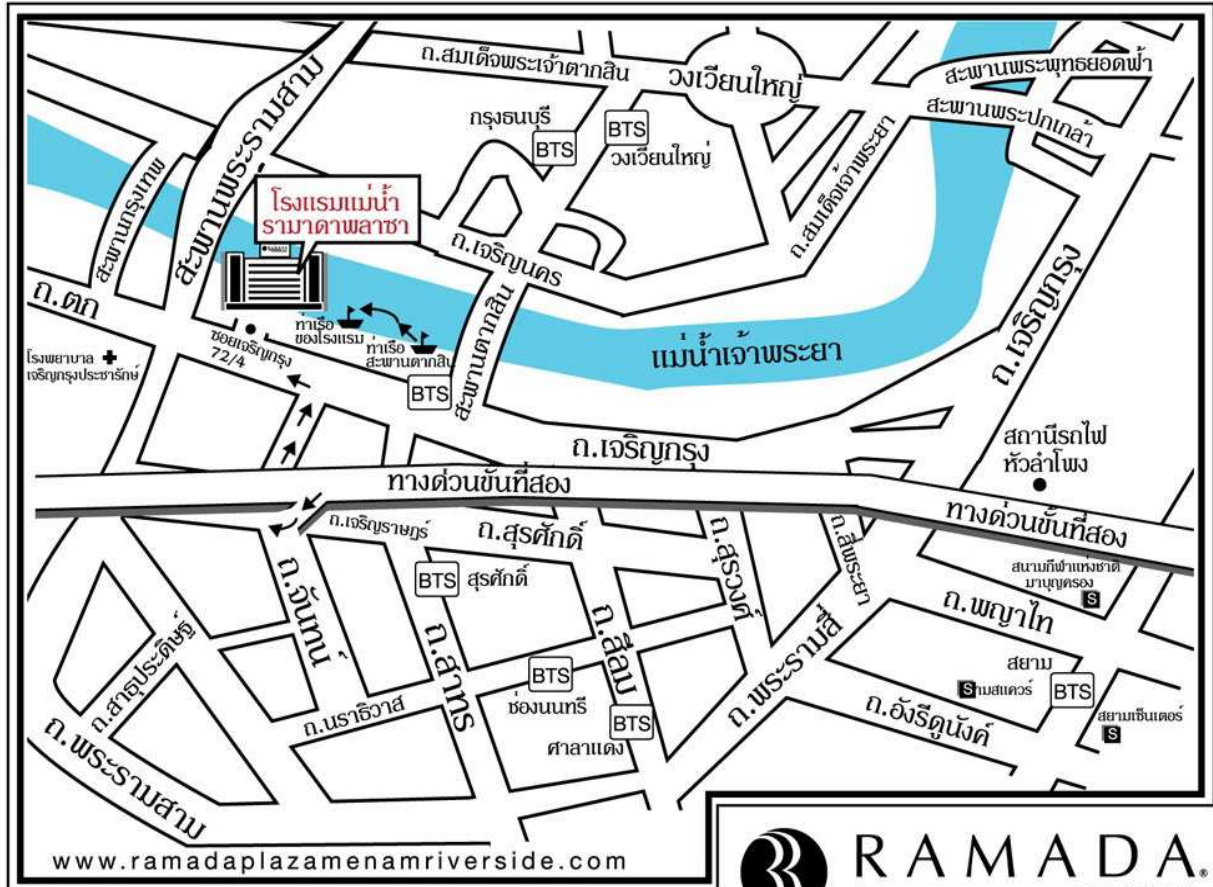 ถ.สมเด็จพระเจ้าตากสิน
วงเวียนใหญ่
สะพานพระพุทธยอดฟ้า
สะพานพระปกเกล้า
สะพานพระรามสาม
กรุงธนบุรี
BTS
BTS
วงเวียนใหญ่
ถ.สมเด็จเจ้าพระยา
สะพานกรุงเทพ
โรงแรมแม่น้ำ
รามาดาพลาซา
ถ.เจริญนคร
ถ.เจริญกรุง
ถ.ตก
ท่าเรือ
ของโรงแรม
ท่าเรือ
สะพานตากสิน
สะพานตากสิน
แม่น้ำเจ้าพระยา
ซอยเจริญกรุง
72/4
โรงพยาบาล
เจริญกรุงประชารักษ์
BTS
ถ.เจริญกรุง
สถานีรถไฟ
หัวลำโพง
ทางด่วนขั้นที่สอง
ทางด่วนขั้นที่สอง
ถ.เจริญราษฎร์
ถ.สุรศักดิ์
ถ.สุรวงศ์
ถ.สี่พระยา
สนามกีฬาแห่งชาติ
มาบุญครอง
S
BTS
สุรศักดิ์
ถ.จันทน์
ถ.สาทร
ถ.สีลม
ถ.พญาไท
ถ.พระรามสี่
สยาม
BTS
Sามสแควร์
สยามเซ็นเตอร์
S
ถ.อังรีดูนังค์
ถ.สาธุประดิษฐ์
ถ.นราธิวาส
BTS
ช่องนนทรี
BTS
ศาลาแดง
ถ.พระรามสาม
www.ramadaplazamenamriverside.com
RAMADA®